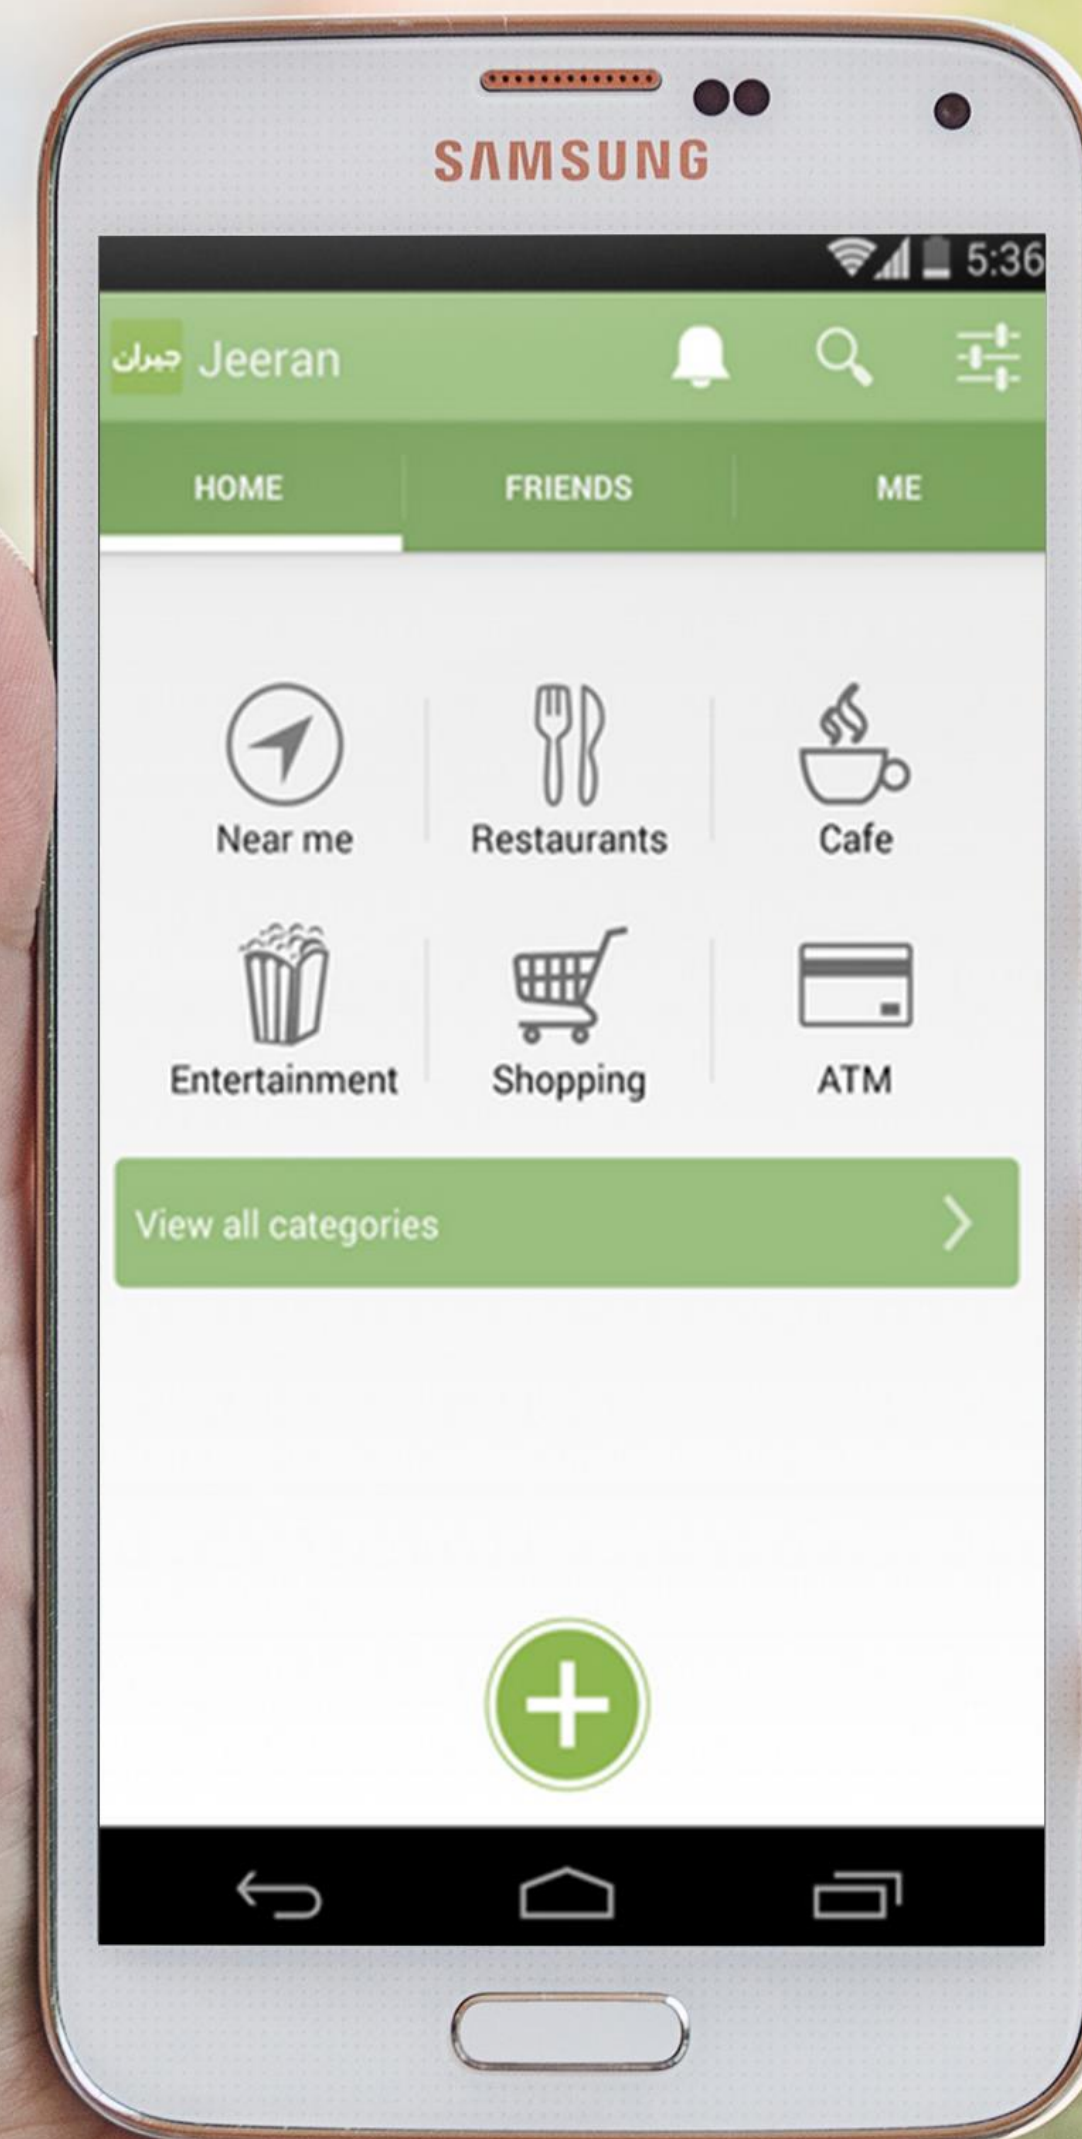 SAMSUNG
5:36
جيران Jeeran
HOME FRIENDS ME
Near me Restaurants Cafe
Entertainment Shopping ATM
View all categories